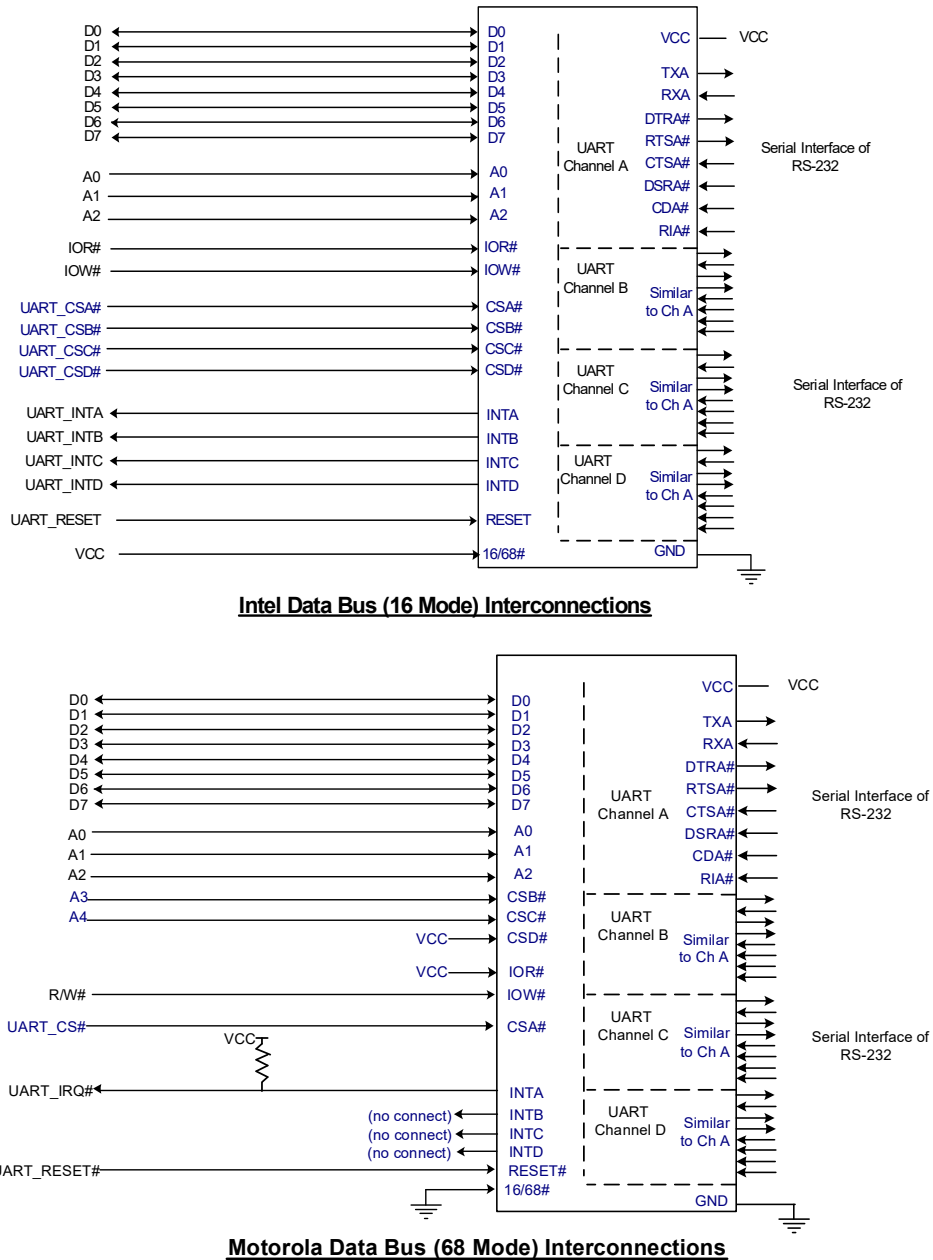 D0 D0
D1 D1
D2 D2
D3 D3
D4 D4
D5 D5
D6 D6
D7 D7
A0 A0
A1 A1
A2 A2
IOR# IOR#
IOW# IOW#
UART_CSA# CSA#
UART_CSB# CSB#
UART_CSC# CSC#
UART_CSD# CSD#
UART_INTA INTA
UART_INTB INTB
UART_INTC INTC
UART_INTD INTD
UART_RESET RESET
VCC 16/68#
UART
Channel A
UART
Channel B
UART
Channel C
UART
Channel D
VCC VCC
TXA
RXA
DTRA#
RTSA#
CTSA#
DSRA#
CDA#
RIA#
Similar
to Ch A
Similar
to Ch A
Similar
to Ch A
GND
Serial Interface of
RS-232
Serial Interface of
RS-232
Intel Data Bus (16 Mode) Interconnections
D0 D0
D1 D1
D2 D2
D3 D3
D4 D4
D5 D5
D6 D6
D7 D7
A0 A0
A1 A1
A2 A2
A3 CSB#
A4 CSC#
VCC CSD#
VCC IOR#
R/W# IOW#
UART_CS# CSA#
VCC
UART_IRQ# INTA
(no connect) INTB
(no connect) INTC
(no connect) INTD
UART_RESET# RESET#
16/68#
UART
Channel A
UART
Channel B
UART
Channel C
UART
Channel D
VCC VCC
TXA
RXA
DTRA#
RTSA#
CTSA#
DSRA#
CDA#
RIA#
Similar
to Ch A
Similar
to Ch A
Similar
to Ch A
GND
Serial Interface of
RS-232
Serial Interface of
RS-232
Motorola Data Bus (68 Mode) Interconnections